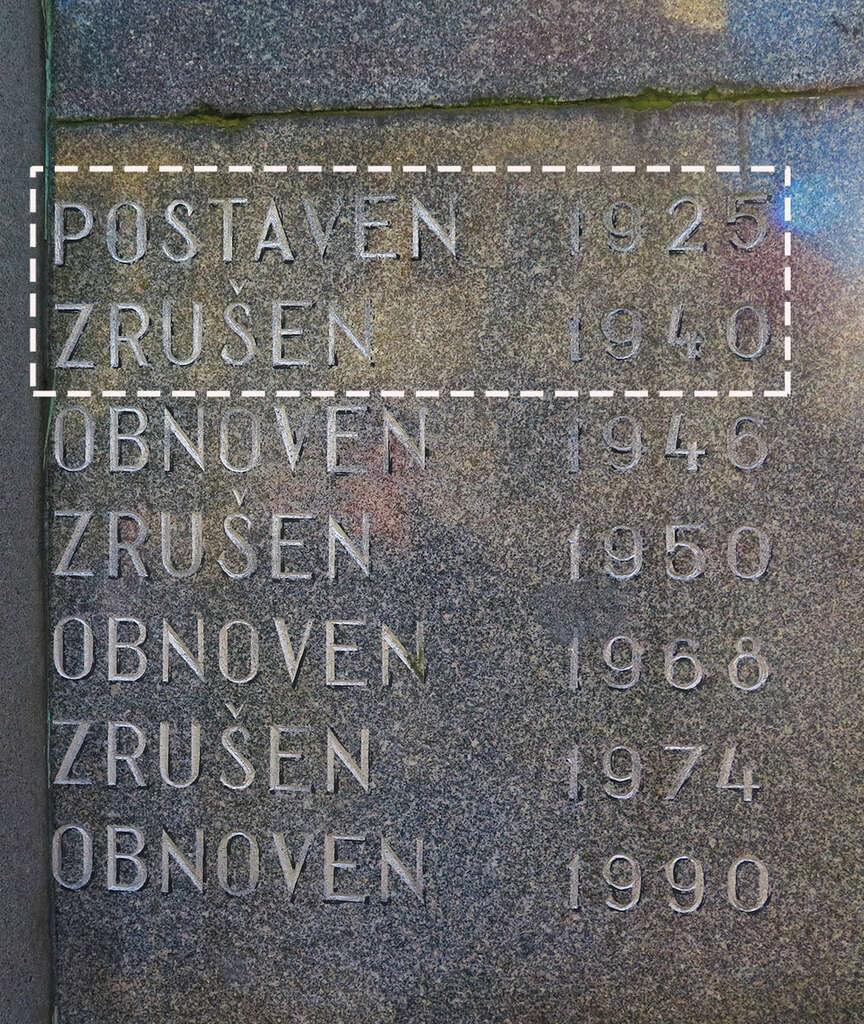 POSTAVEN 1925
ZRUŠEN 1940
OBNOVEN 1946
ZRUŠEN 1950
OBNOVEN 1968
ZRUŠEN 1974
OBNOVEN 1990